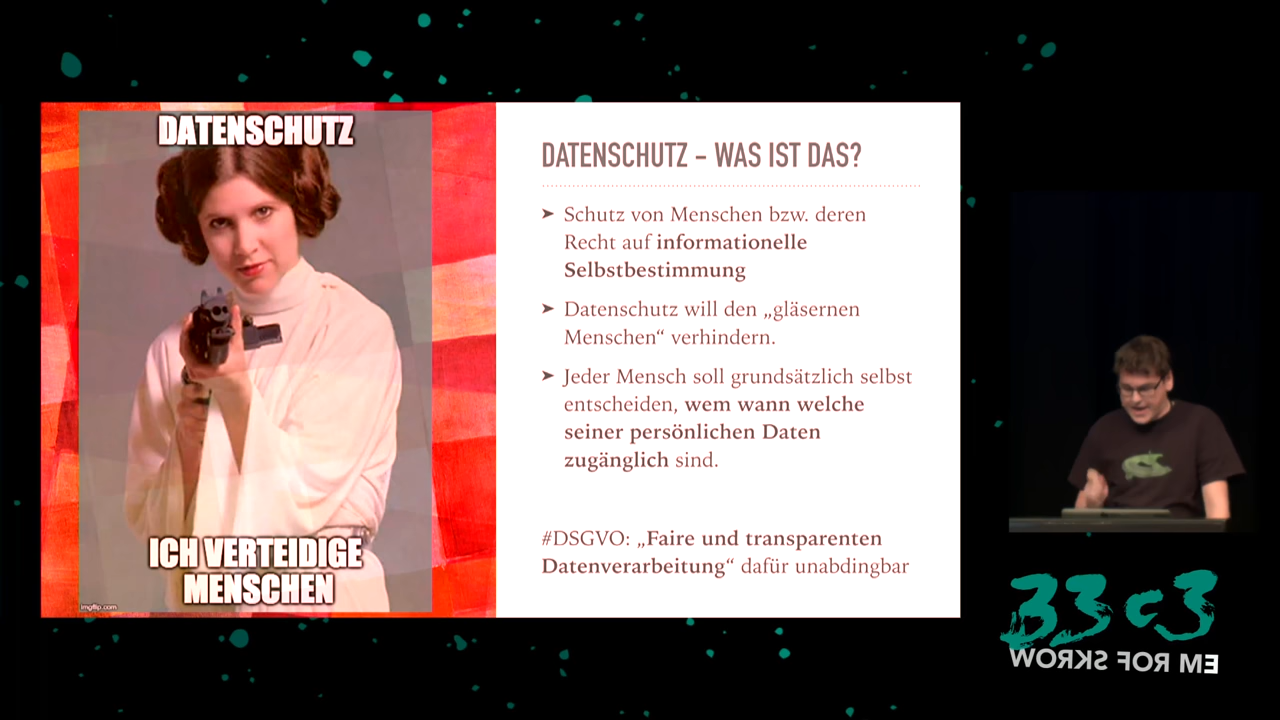 DATENSCHUTZ
ICH VERTEIDIGE
MENSCHEN
imgflip.com
DATENSCHUTZ – WAS IST DAS?
➤ Schutz von Menschen bzw. deren
Recht auf informationelle
Selbstbestimmung
➤ Datenschutz will den „gläsernen
Menschen“ verhindern.
➤ Jeder Mensch soll grundsätzlich selbst
entscheiden, wem wann welche
seiner persönlichen Daten
zugänglich sind.
#DSGVO: „Faire und transparenten
Datenverarbeitung“ dafür unabdingbar
33c3
WORKS FOR ME